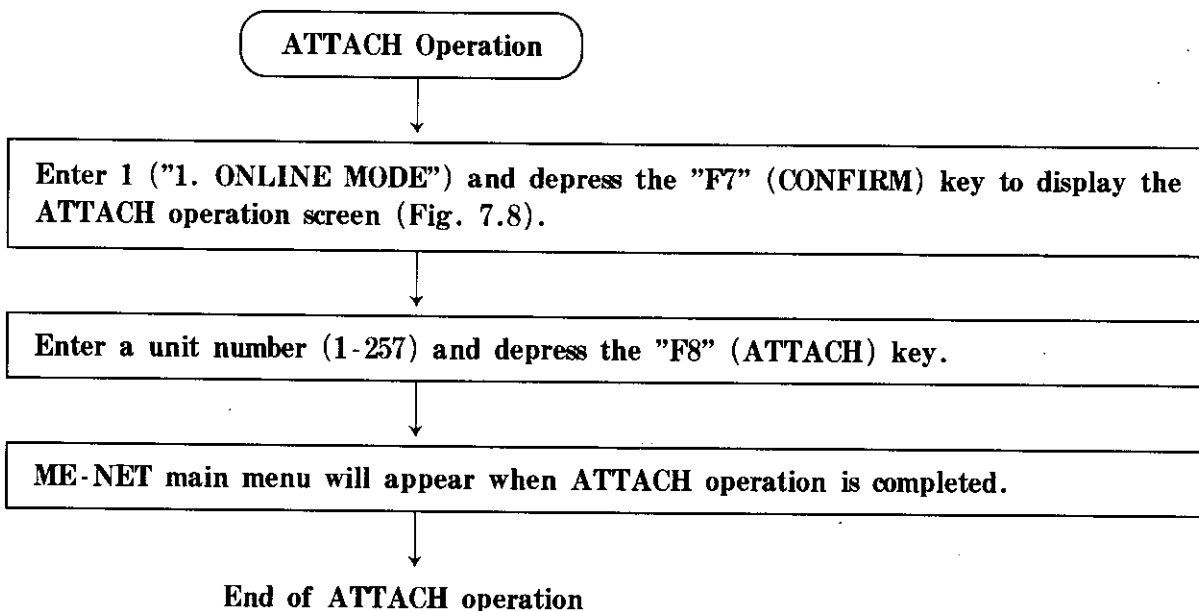 ATTACH Operation
Enter 1 ("1. ONLINE MODE") and depress the "F7" (CONFIRM) key to display the
ATTACH operation screen (Fig. 7.8).
Enter a unit number (1-257) and depress the "F8" (ATTACH) key.
ME-NET main menu will appear when ATTACH operation is completed.
End of ATTACH operation